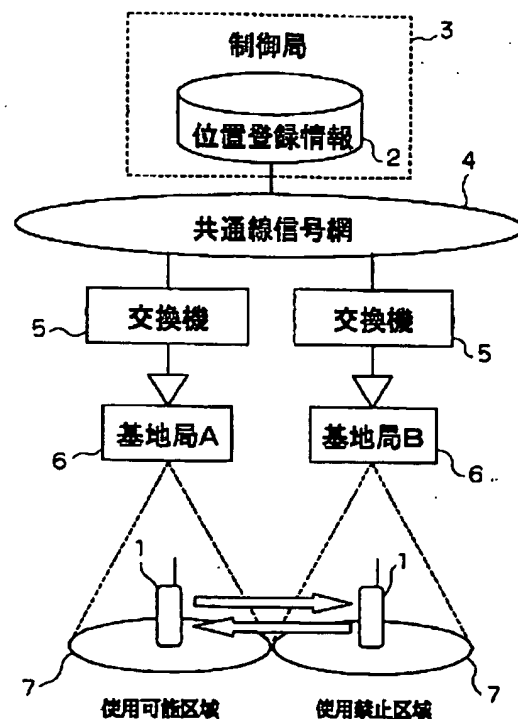 制御局
3
位置登録情報
2
4
共通線信号網
5
交換機
交換機
5
6
基地局A
基地局B
6
1
1
7
7
使用可能区域
使用禁止区域